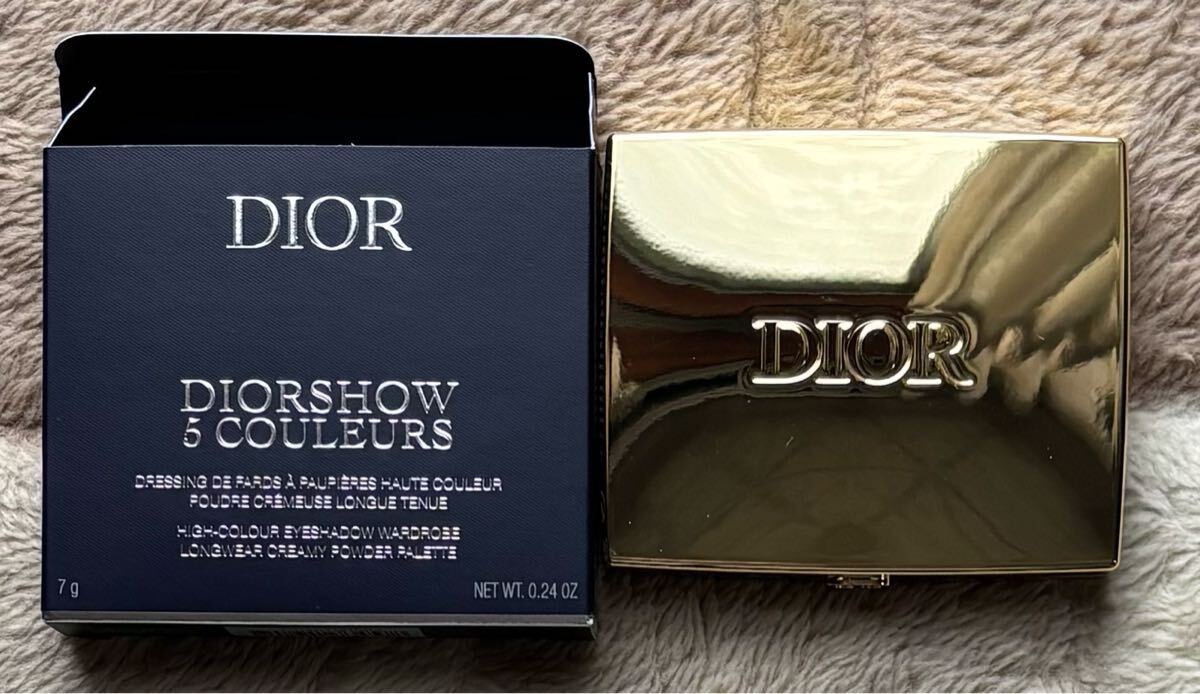 DIOR
DIORSHOW
5 COULEURS
DRESSING DE FARDS À PAUPIÈRES HAUTE COULEUR
POUDRE CRÉMEUSE LONGUE TENUE
HIGH-COLOUR EYESHADOW WARDROBE
LONGWEAR CREAMY POWDER PALETTE
7 g
NET WT. 0.24 OZ
DIOR